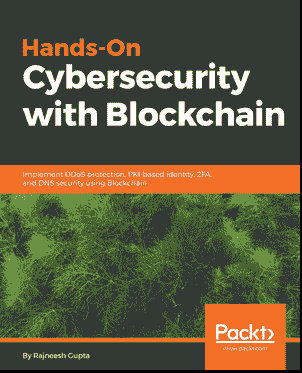 Hands-On
Cybersecurity
with Blockchain
Implement DDoS protection, PKI-based identity, 2FA,
and DNS security using Blockchain
Packt>
www.packt.com
By Rajneesh Gupta